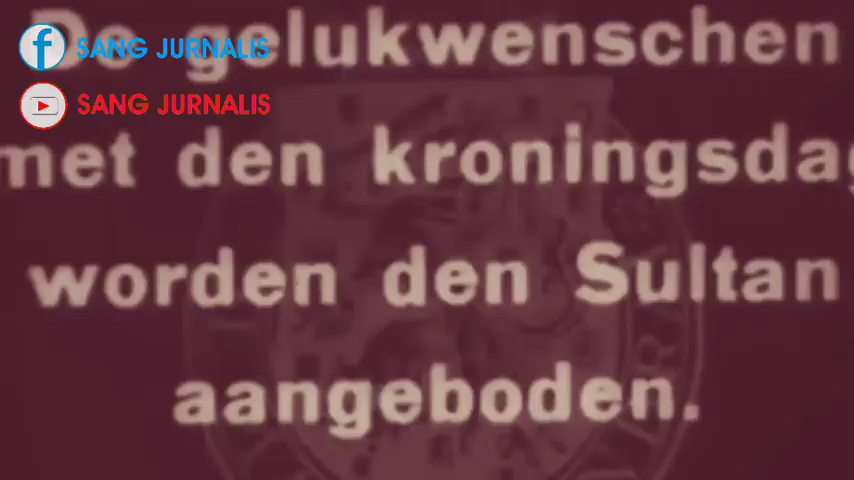 De gelukwenschen
SANG JURNALIS
SANG JURNALIS
met den kroningsdag
worden den Sultan
aangeboden.